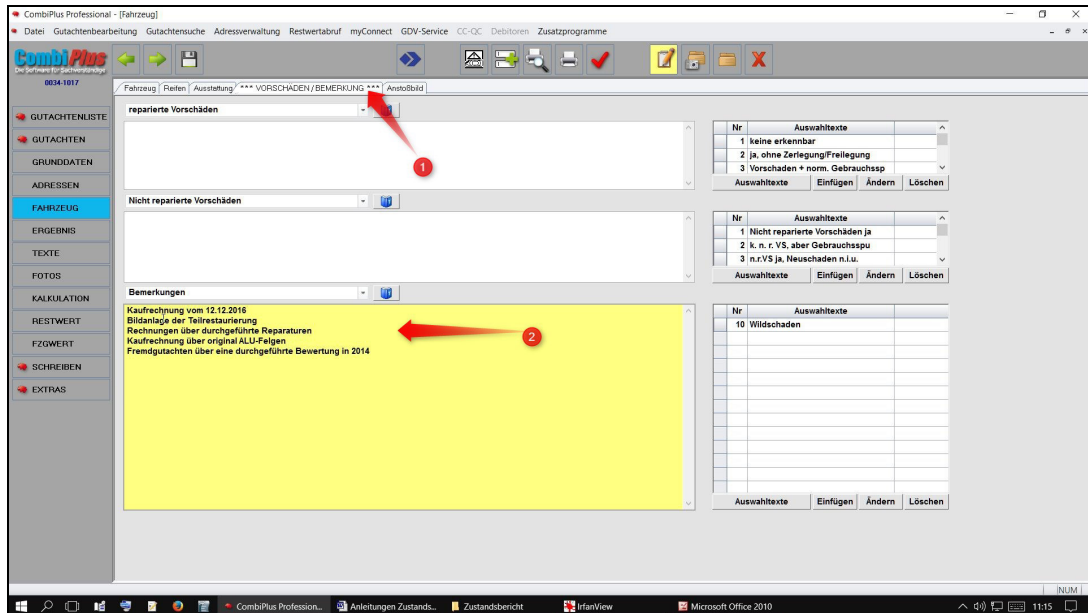 CombiPlus Professional - [Fahrzeug]
Datei Gutachtenbearbeitung Gutachtensuche Adressverwaltung Restwertabruf myConnect GDV-Service CC-QC Debitoren Zusatzprogramme
CombiPlus
Die Software für Sachverständige
0034-1017
Fahrzeug Reifen Ausstattung *** VORSCHADEN / BEMERKUNG *** Anstoßbild
GUTACHTENLISTE
GUTACHTEN
GRUNDDATEN
ADRESSEN
FAHRZEUG
ERGEBNIS
TEXTE
FOTOS
KALKULATION
RESTWERT
FZGWERT
SCHREIBEN
EXTRAS
reparierte Vorschäden
1
Nr Auswahltexte
1 keine erkennbar
2 ja, ohne Zerlegung/Freilegung
3 Vorschaden + norm. Gebrauchssp
Auswahltexte Einfügen Ändern Löschen
Nicht reparierte Vorschäden
Nr Auswahltexte
1 Nicht reparierte Vorschäden ja
2 k. n. r. VS, aber Gebrauchsspu
3 n.r.VS ja, Neuschaden n.i.u.
Auswahltexte Einfügen Ändern Löschen
Bemerkungen
Kaufrechnung vom 12.12.2016
Bildanlage der Teilrestaurierung
Rechnungen über durchgeführte Reparaturen
Kaufrechnung über original ALU-Felgen
Fremdgutachten über eine durchgeführte Bewertung in 2014
2
Nr Auswahltexte
10 Wildschaden
Auswahltexte Einfügen Ändern Löschen
NUM
CombiPlus Profession... Anleitungen Zustands... Zustandsbericht IrfanView Microsoft Office 2010 11:15